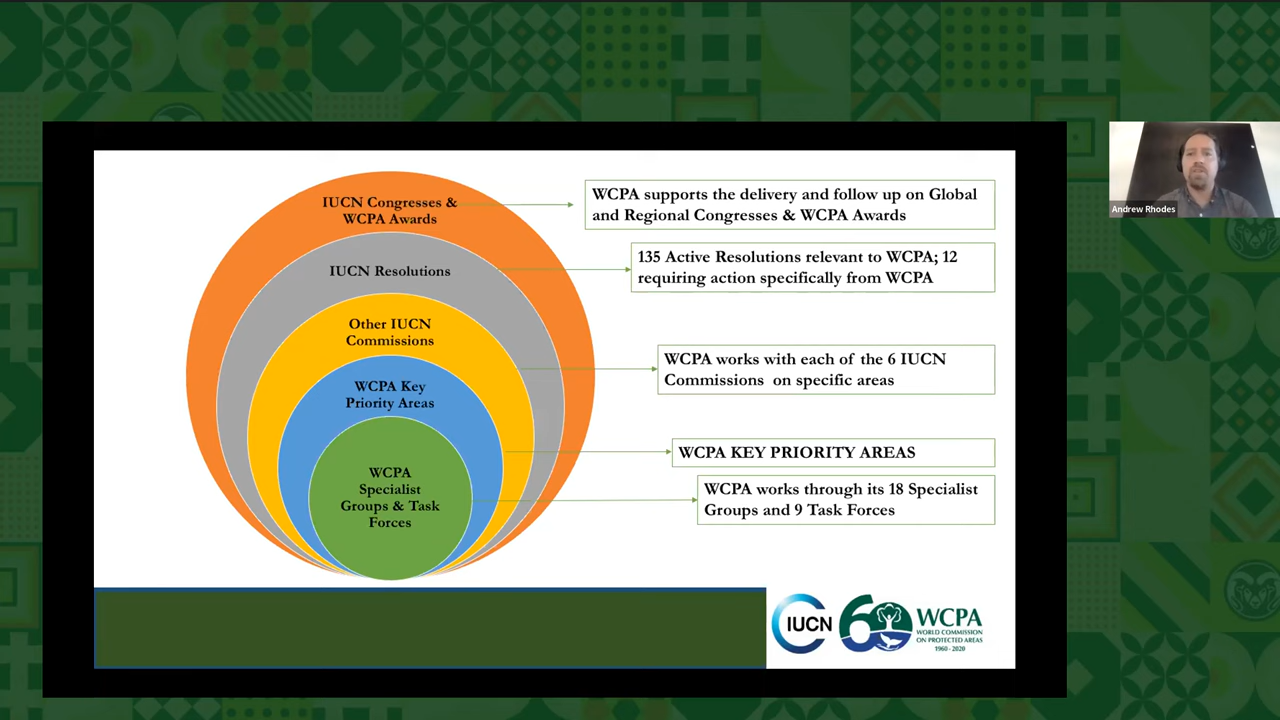 IUCN Congresses &
WCPA Awards
WCPA supports the delivery and follow up on Global
and Regional Congresses & WCPA Awards
IUCN Resolutions
135 Active Resolutions relevant to WCPA; 12
requiring action specifically from WCPA
Other IUCN
Commissions
WCPA works with each of the 6 IUCN
Commissions on specific areas
WCPA Key
Priority Areas
WCPA KEY PRIORITY AREAS
WCPA
Specialist
Groups & Task
Forces
WCPA works through its 18 Specialist
Groups and 9 Task Forces
IUCN
60
WCPA
WORLD COMMISSION
ON PROTECTED AREAS
1960 - 2020
Andrew Rhodes